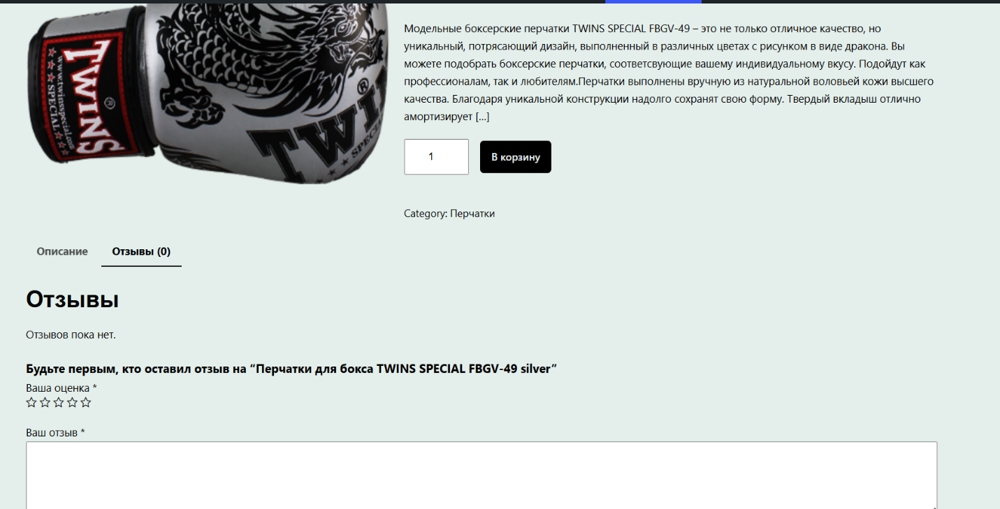 TWINS
®
www.twinsspecial.com
SPECIAL
®
TWIN
SPEC
Модельные боксерские перчатки TWINS SPECIAL FBGV-49 – это не только отличное качество, но
уникальный, потрясающий дизайн, выполненный в различных цветах с рисунком в виде дракона. Вы
можете подобрать боксерские перчатки, соответсвующие вашему индивидуальному вкусу. Подойдут как
профессионалам, так и любителям.Перчатки выполнены вручную из натуральной воловьей кожи высшего
качества. Благодаря уникальной конструкции надолго сохранят свою форму. Твердый вкладыш отлично
амортизирует [...]
1
В корзину
Category: Перчатки
Описание Отзывы (0)
Отзывы
Отзывов пока нет.
Будьте первым, кто оставил отзыв на “Перчатки для бокса TWINS SPECIAL FBGV-49 silver”
Ваша оценка *
Ваш отзыв *